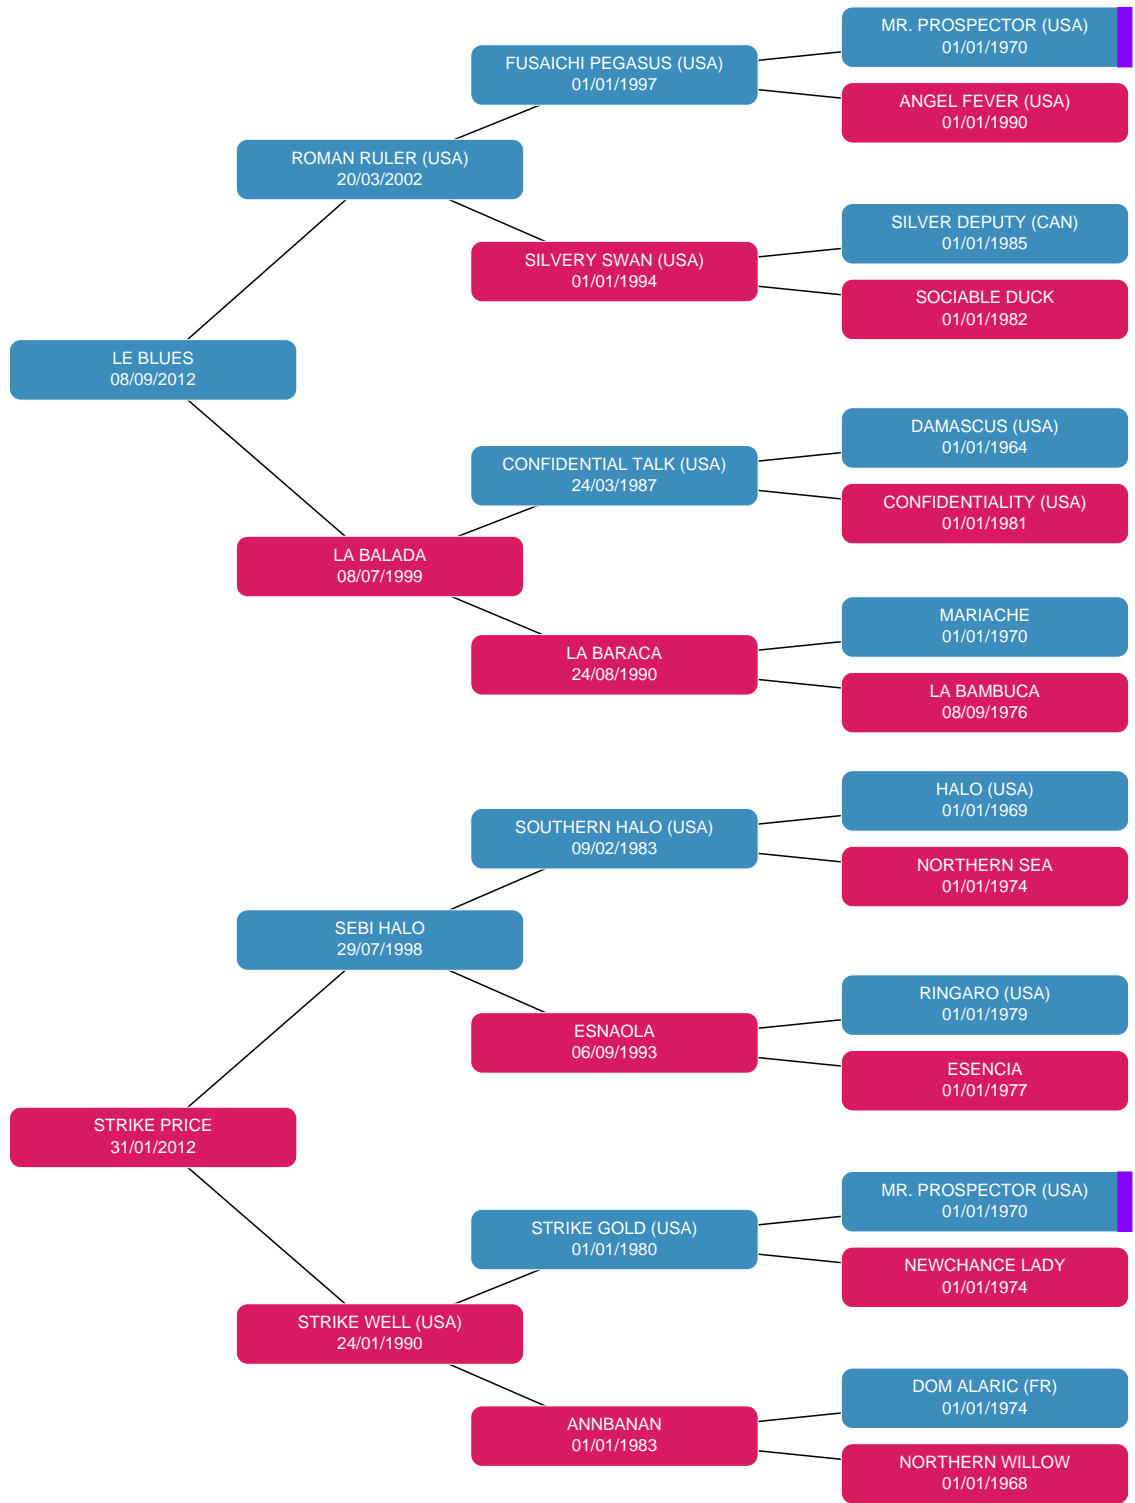 MR. PROSPECTOR (USA)
01/01/1970
FUSAICHI PEGASUS (USA)
01/01/1997
ANGEL FEVER (USA)
01/01/1990
ROMAN RULER (USA)
20/03/2002
SILVER DEPUTY (CAN)
01/01/1985
SILVERY SWAN (USA)
01/01/1994
SOCIABLE DUCK
01/01/1982
LE BLUES
08/09/2012
DAMASCUS (USA)
01/01/1964
CONFIDENTIAL TALK (USA)
24/03/1987
CONFIDENTIALITY (USA)
01/01/1981
LA BALADA
08/07/1999
MARIACHE
01/01/1970
LA BARACA
24/08/1990
LA BAMBUCA
08/09/1976
HALO (USA)
01/01/1969
SOUTHERN HALO (USA)
09/02/1983
NORTHERN SEA
01/01/1974
SEBI HALO
29/07/1998
RINGARO (USA)
01/01/1979
ESNAOLA
06/09/1993
ESENCIA
01/01/1977
STRIKE PRICE
31/01/2012
MR. PROSPECTOR (USA)
01/01/1970
STRIKE GOLD (USA)
01/01/1980
NEWCHANCE LADY
01/01/1974
STRIKE WELL (USA)
24/01/1990
DOM ALARIC (FR)
01/01/1974
ANNBANAN
01/01/1983
NORTHERN WILLOW
01/01/1968